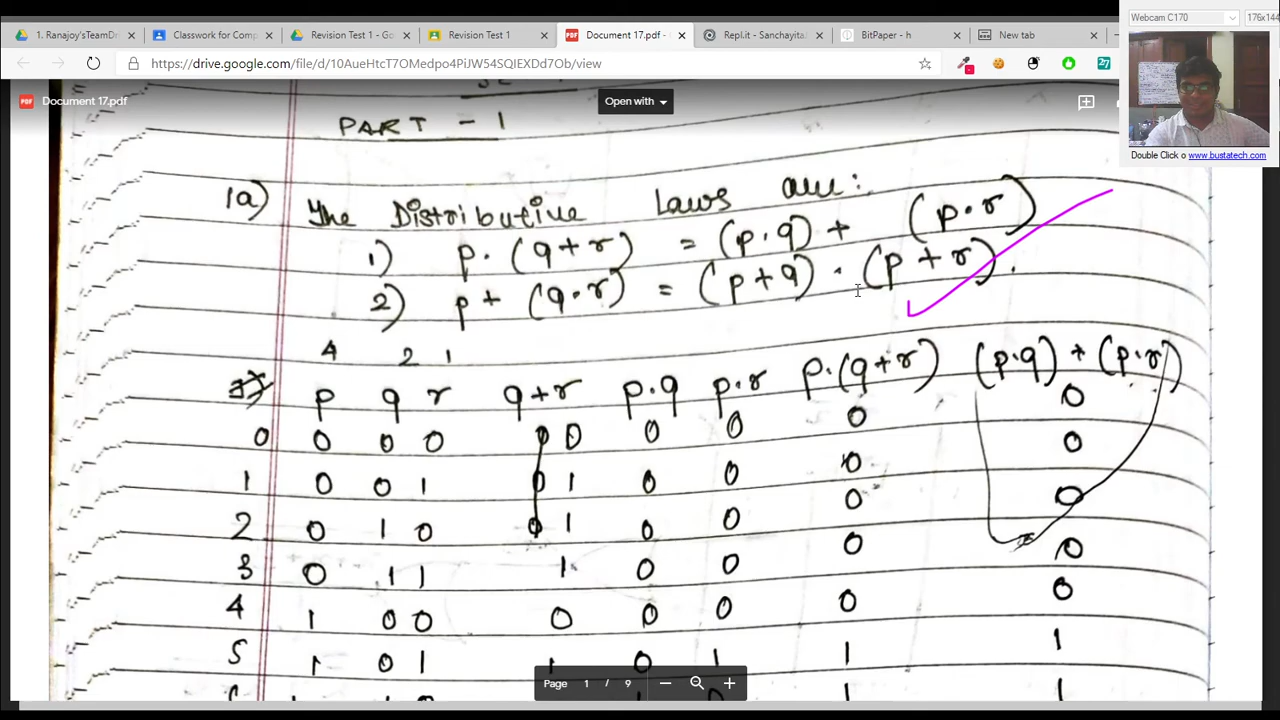 Webcam C170 176x144
1. Ranajoy'sTeamDri
Classwork for Comp
Revision Test 1 - Go
Revision Test 1
Document 17.pdf -
Repl.it - Sanchayita
BitPaper - h
New tab
https://drive.google.com/file/d/10AueHtcT7OMedpo4PiJW54SQIEXDd7Ob/view
Document 17.pdf
Open with
Double Click o www.bustatech.com
PART - 1
1a) The Distributive Laws are:
1) p·(q+r) = (p·q) + (p·r)
2) p+ (q·r) = (p+q) · (p+r).
4 2 1
p q r q+r p·q p·r p·(q+r) (p·q) + (p·r)
0 0 0 0 0 0 0 0 0
1 0 0 1 1 0 0 0 0
2 0 1 0 1 0 0 0 0
3 0 1 1 1 0 0 0 0
4 1 0 0 0 0 0 0 0
5 1 0 1 1 0 1 1 1
Page 1 / 9